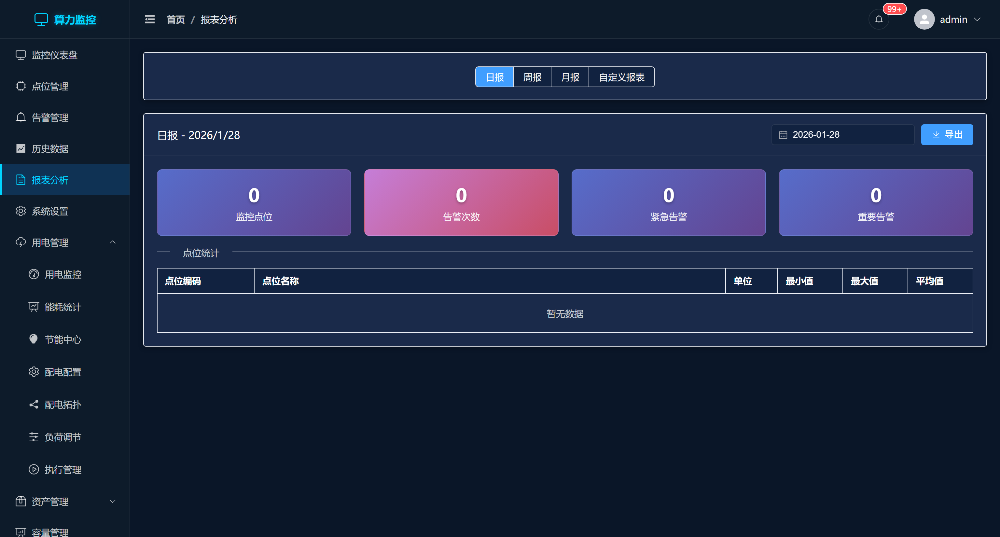 算力监控
首页 / 报表分析
99+
admin
监控仪表盘
点位管理
告警管理
历史数据
报表分析
系统设置
用电管理
用电监控
能耗统计
节能中心
配电配置
配电拓扑
负荷调节
执行管理
资产管理
容量管理
日报 周报 月报 自定义报表
日报 - 2026/1/28
2026-01-28
导出
0
监控点位
0
告警次数
0
紧急告警
0
重要告警
点位统计
点位编码 点位名称 单位 最小值 最大值 平均值
暂无数据